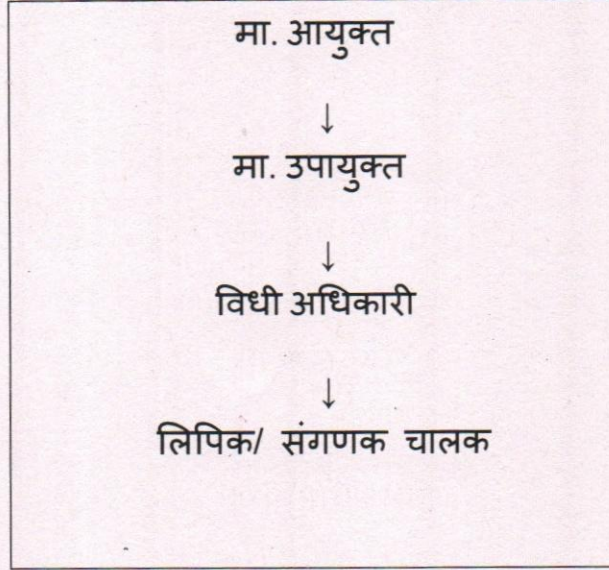 मा. आयुक्त
↓
मा. उपायुक्त
↓
विधी अधिकारी
↓
लिपिक/ संगणक चालक